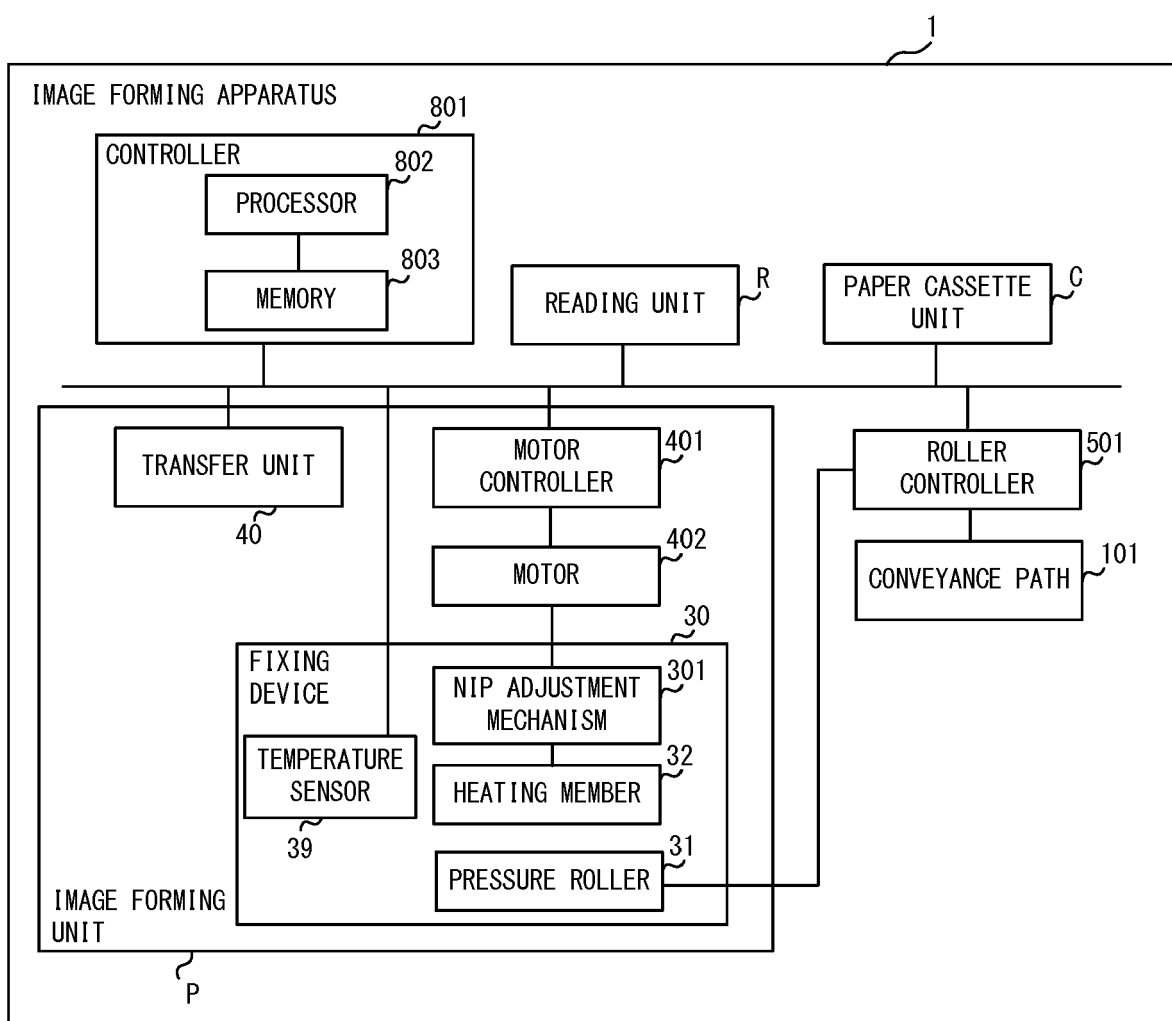 1
IMAGE FORMING APPARATUS
801
CONTROLLER
802
PROCESSOR
803
MEMORY
R
READING UNIT
C
PAPER CASSETTE
UNIT
TRANSFER UNIT
40
401
MOTOR
CONTROLLER
501
ROLLER
CONTROLLER
402
MOTOR
101
CONVEYANCE PATH
30
FIXING
DEVICE
301
NIP ADJUSTMENT
MECHANISM
TEMPERATURE
SENSOR
39
32
HEATING MEMBER
31
PRESSURE ROLLER
IMAGE FORMING
UNIT
P